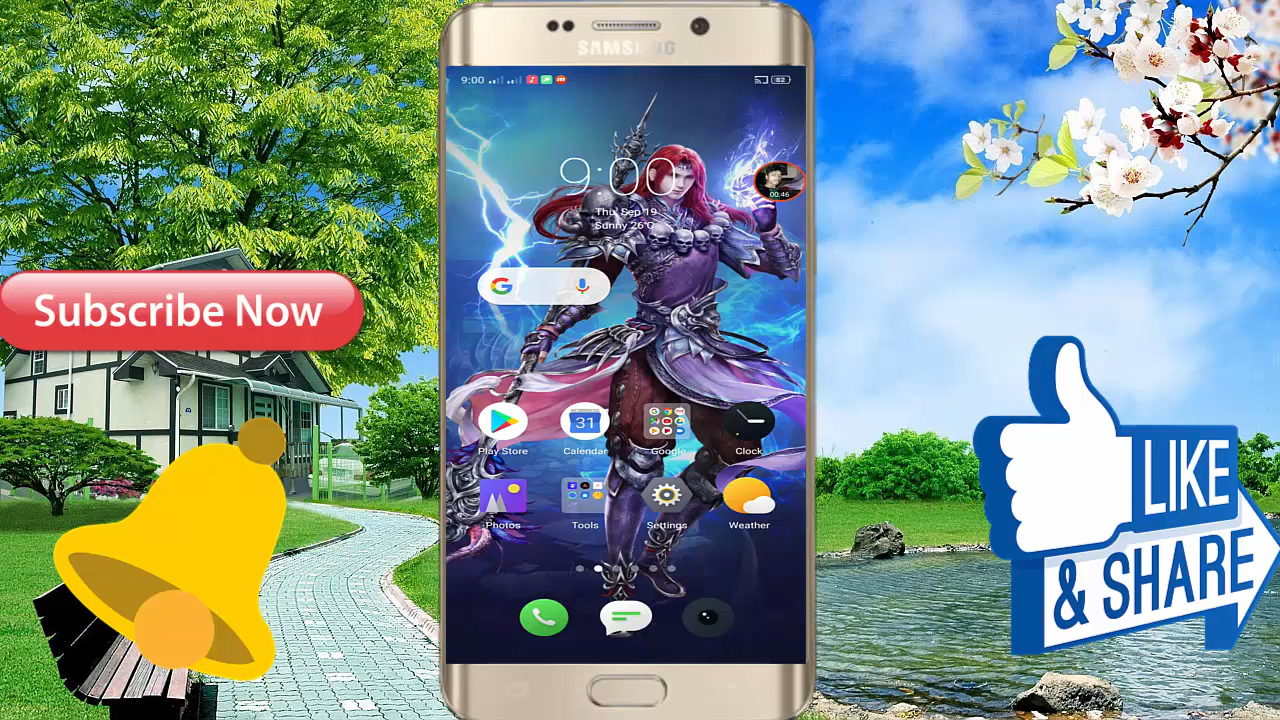 SAMSUNG
9:00
82
9:00
00:46
Thu, Sep 19
Sunny 26°C
G
Subscribe Now
31
Play Store
Calendar
Google
Clock
Photos
Tools
Settings
Weather
LIKE
& SHARE